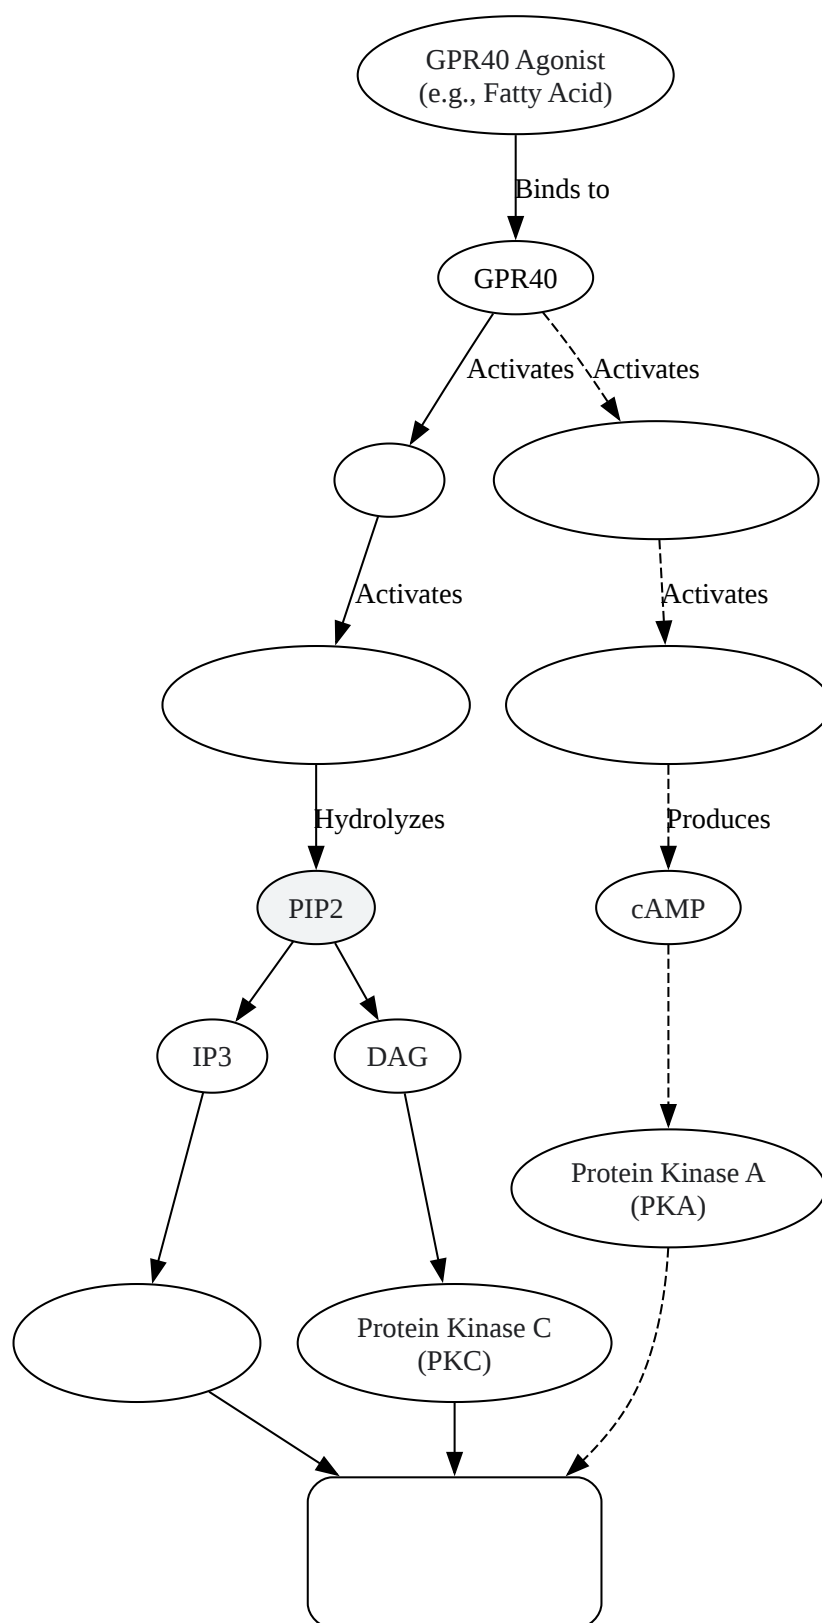 GPR40 Agonist
(e.g., Fatty Acid)
Binds to
GPR40
Activates
Activates
Activates
Activates
Hydrolyzes
Produces
PIP2
cAMP
IP3
DAG
Protein Kinase A
(PKA)
Protein Kinase C
(PKC)